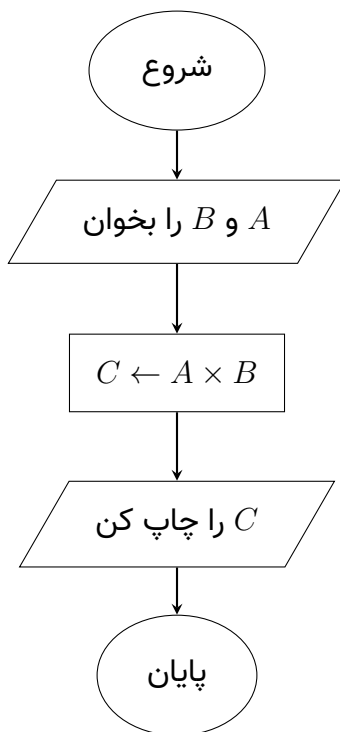 شروع
A و B را بخوان
C ← A × B
C را چاپ کن
پایان